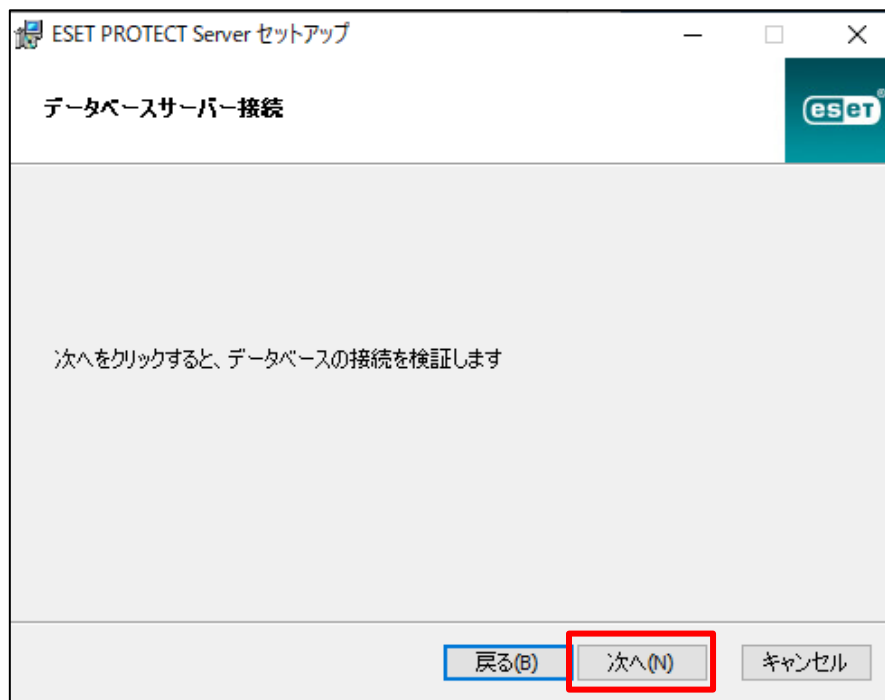 ESET PROTECT Server セットアップ
データベースサーバー接続
eseT®
次へをクリックすると、データベースの接続を検証します
戻る(B)
次へ(N)
キャンセル